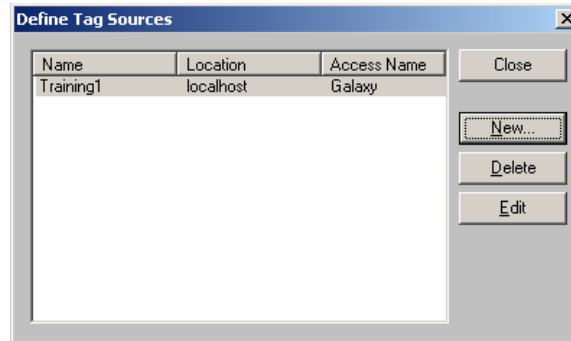 Define Tag Sources
Name Location Access Name Close
Training1 localhost Galaxy
New...
Delete
Edit